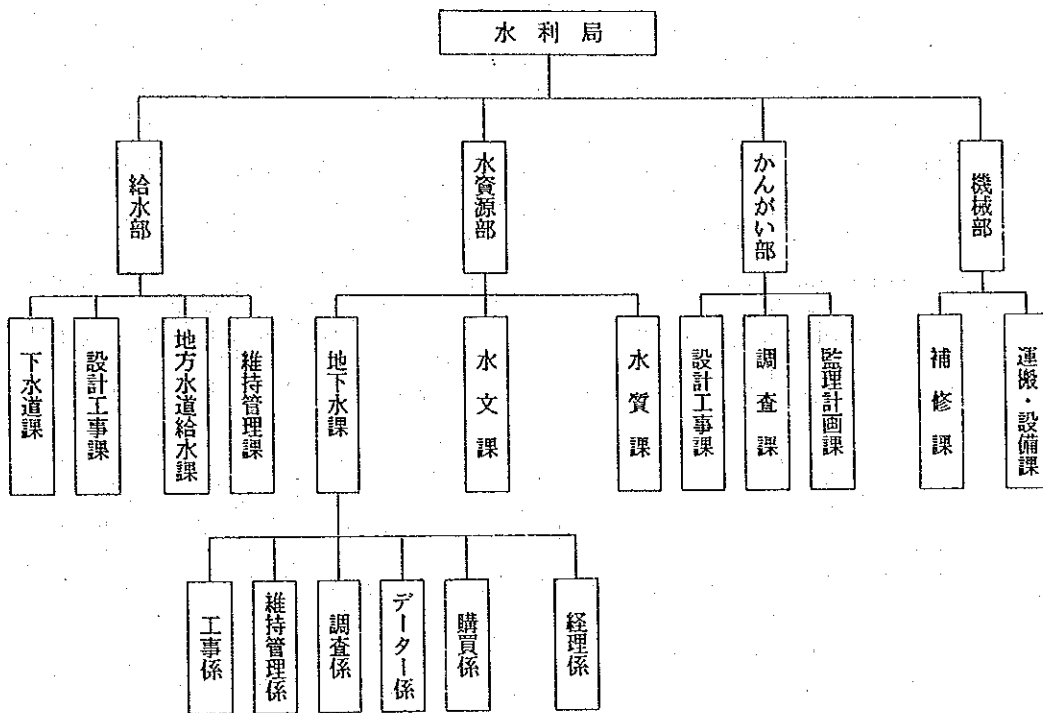 水利局
給水部
水資源部
かんがい部
機械部
下水道課
設計工事課
地方水道給水課
維持管理課
地下水課
水文課
水質課
設計工事課
調査課
監理計画課
補修課
運搬・設備課
工事係
維持管理係
調査係
データー係
購買係
経理係